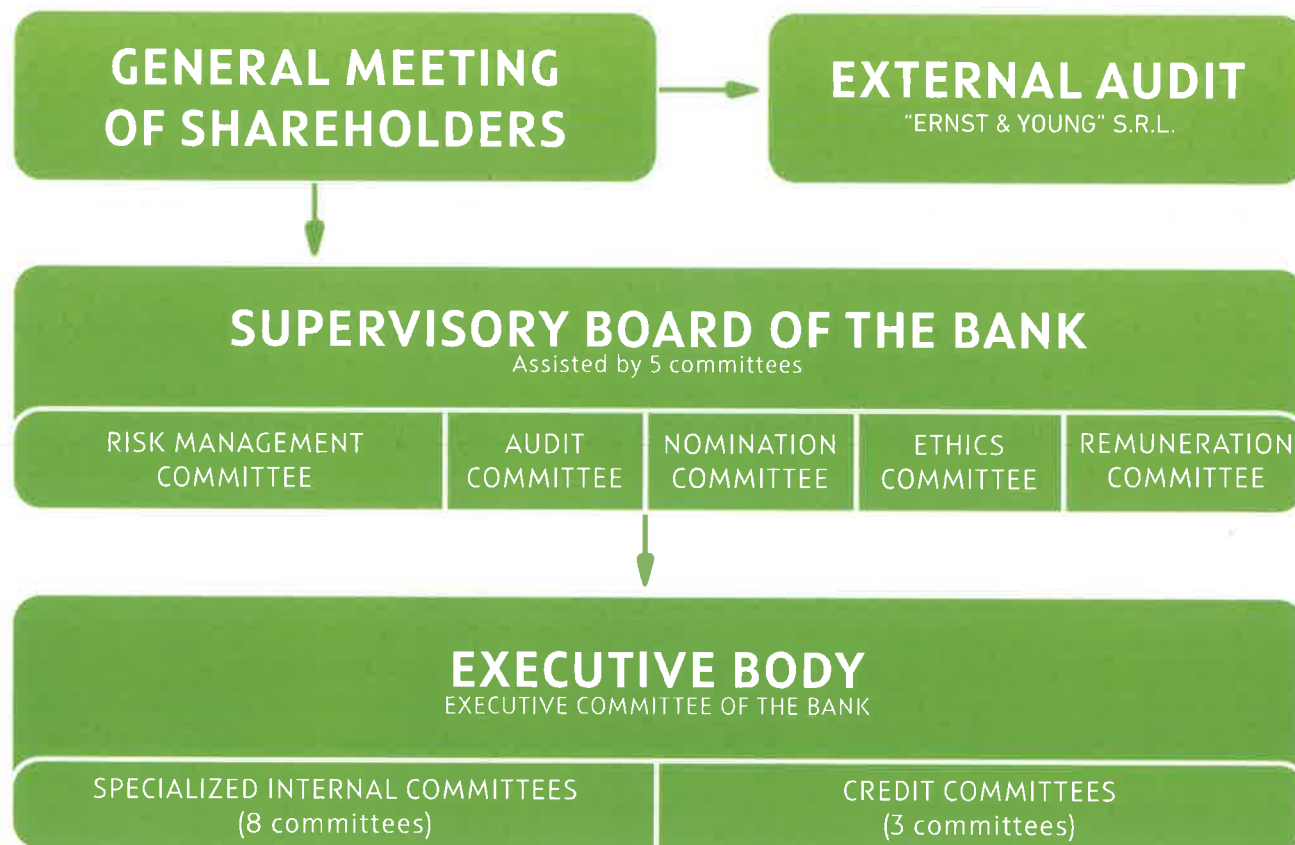 GENERAL MEETING
OF SHAREHOLDERS
EXTERNAL AUDIT
"ERNST & YOUNG" S.R.L.
SUPERVISORY BOARD OF THE BANK
Assisted by 5 committees
RISK MANAGEMENT
COMMITTEE
AUDIT
COMMITTEE
NOMINATION
COMMITTEE
ETHICS
COMMITTEE
REMUNERATION
COMMITTEE
EXECUTIVE BODY
EXECUTIVE COMMITTEE OF THE BANK
SPECIALIZED INTERNAL COMMITTEES
(8 committees)
CREDIT COMMITTEES
(3 committees)